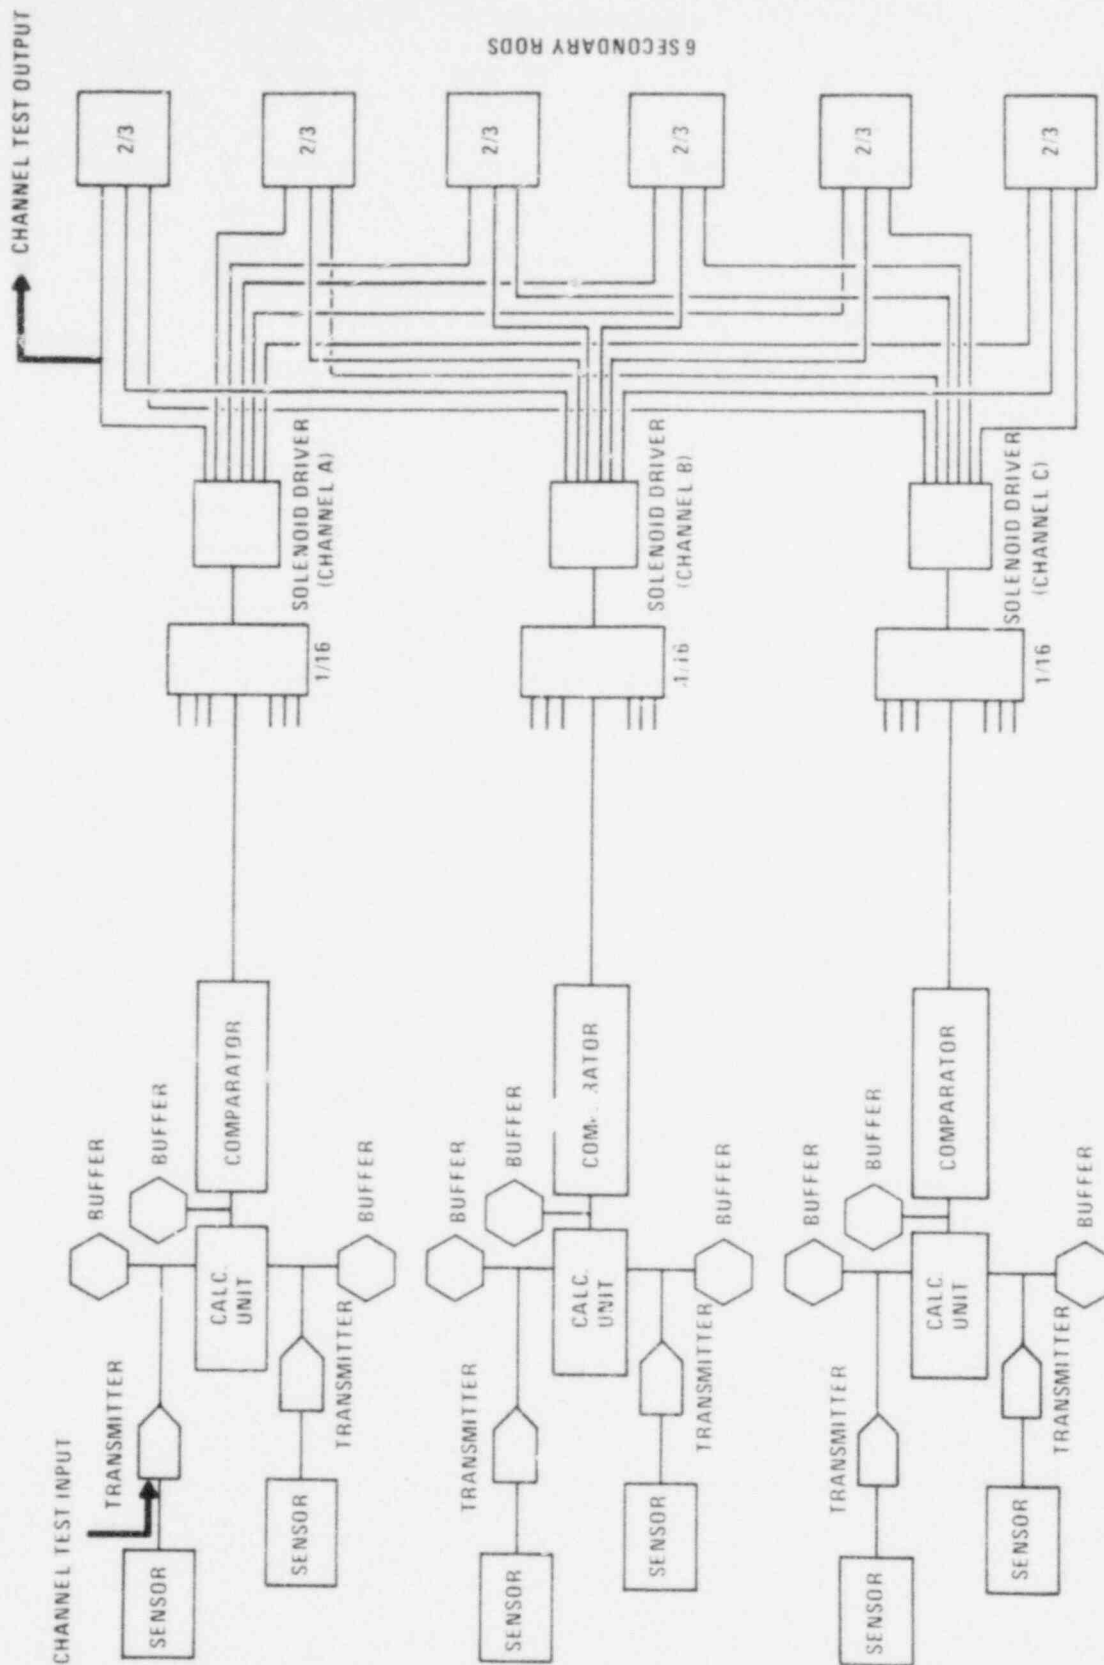 CHANNEL TEST OUTPUT
6 SECONDARY RODS
2/3
2/3
2/3
2/3
2/3
2/3
SOLENOID DRIVER
(CHANNEL A)
SOLENOID DRIVER
(CHANNEL B)
SOLENOID DRIVER
(CHANNEL C)
1/16
1/16
1/16
COMPARATOR
COMPARATOR
BUFFER
BUFFER
BUFFER
BUFFER
BUFFER
BUFFER
BUFFER
BUFFER
BUFFER
CALC.
UNIT
CALC.
UNIT
CALC.
UNIT
TRANSMITTER
TRANSMITTER
TRANSMITTER
TRANSMITTER
TRANSMITTER
TRANSMITTER
CHANNEL TEST INPUT
SENSOR
SENSOR
SENSOR
SENSOR
SENSOR
SENSOR